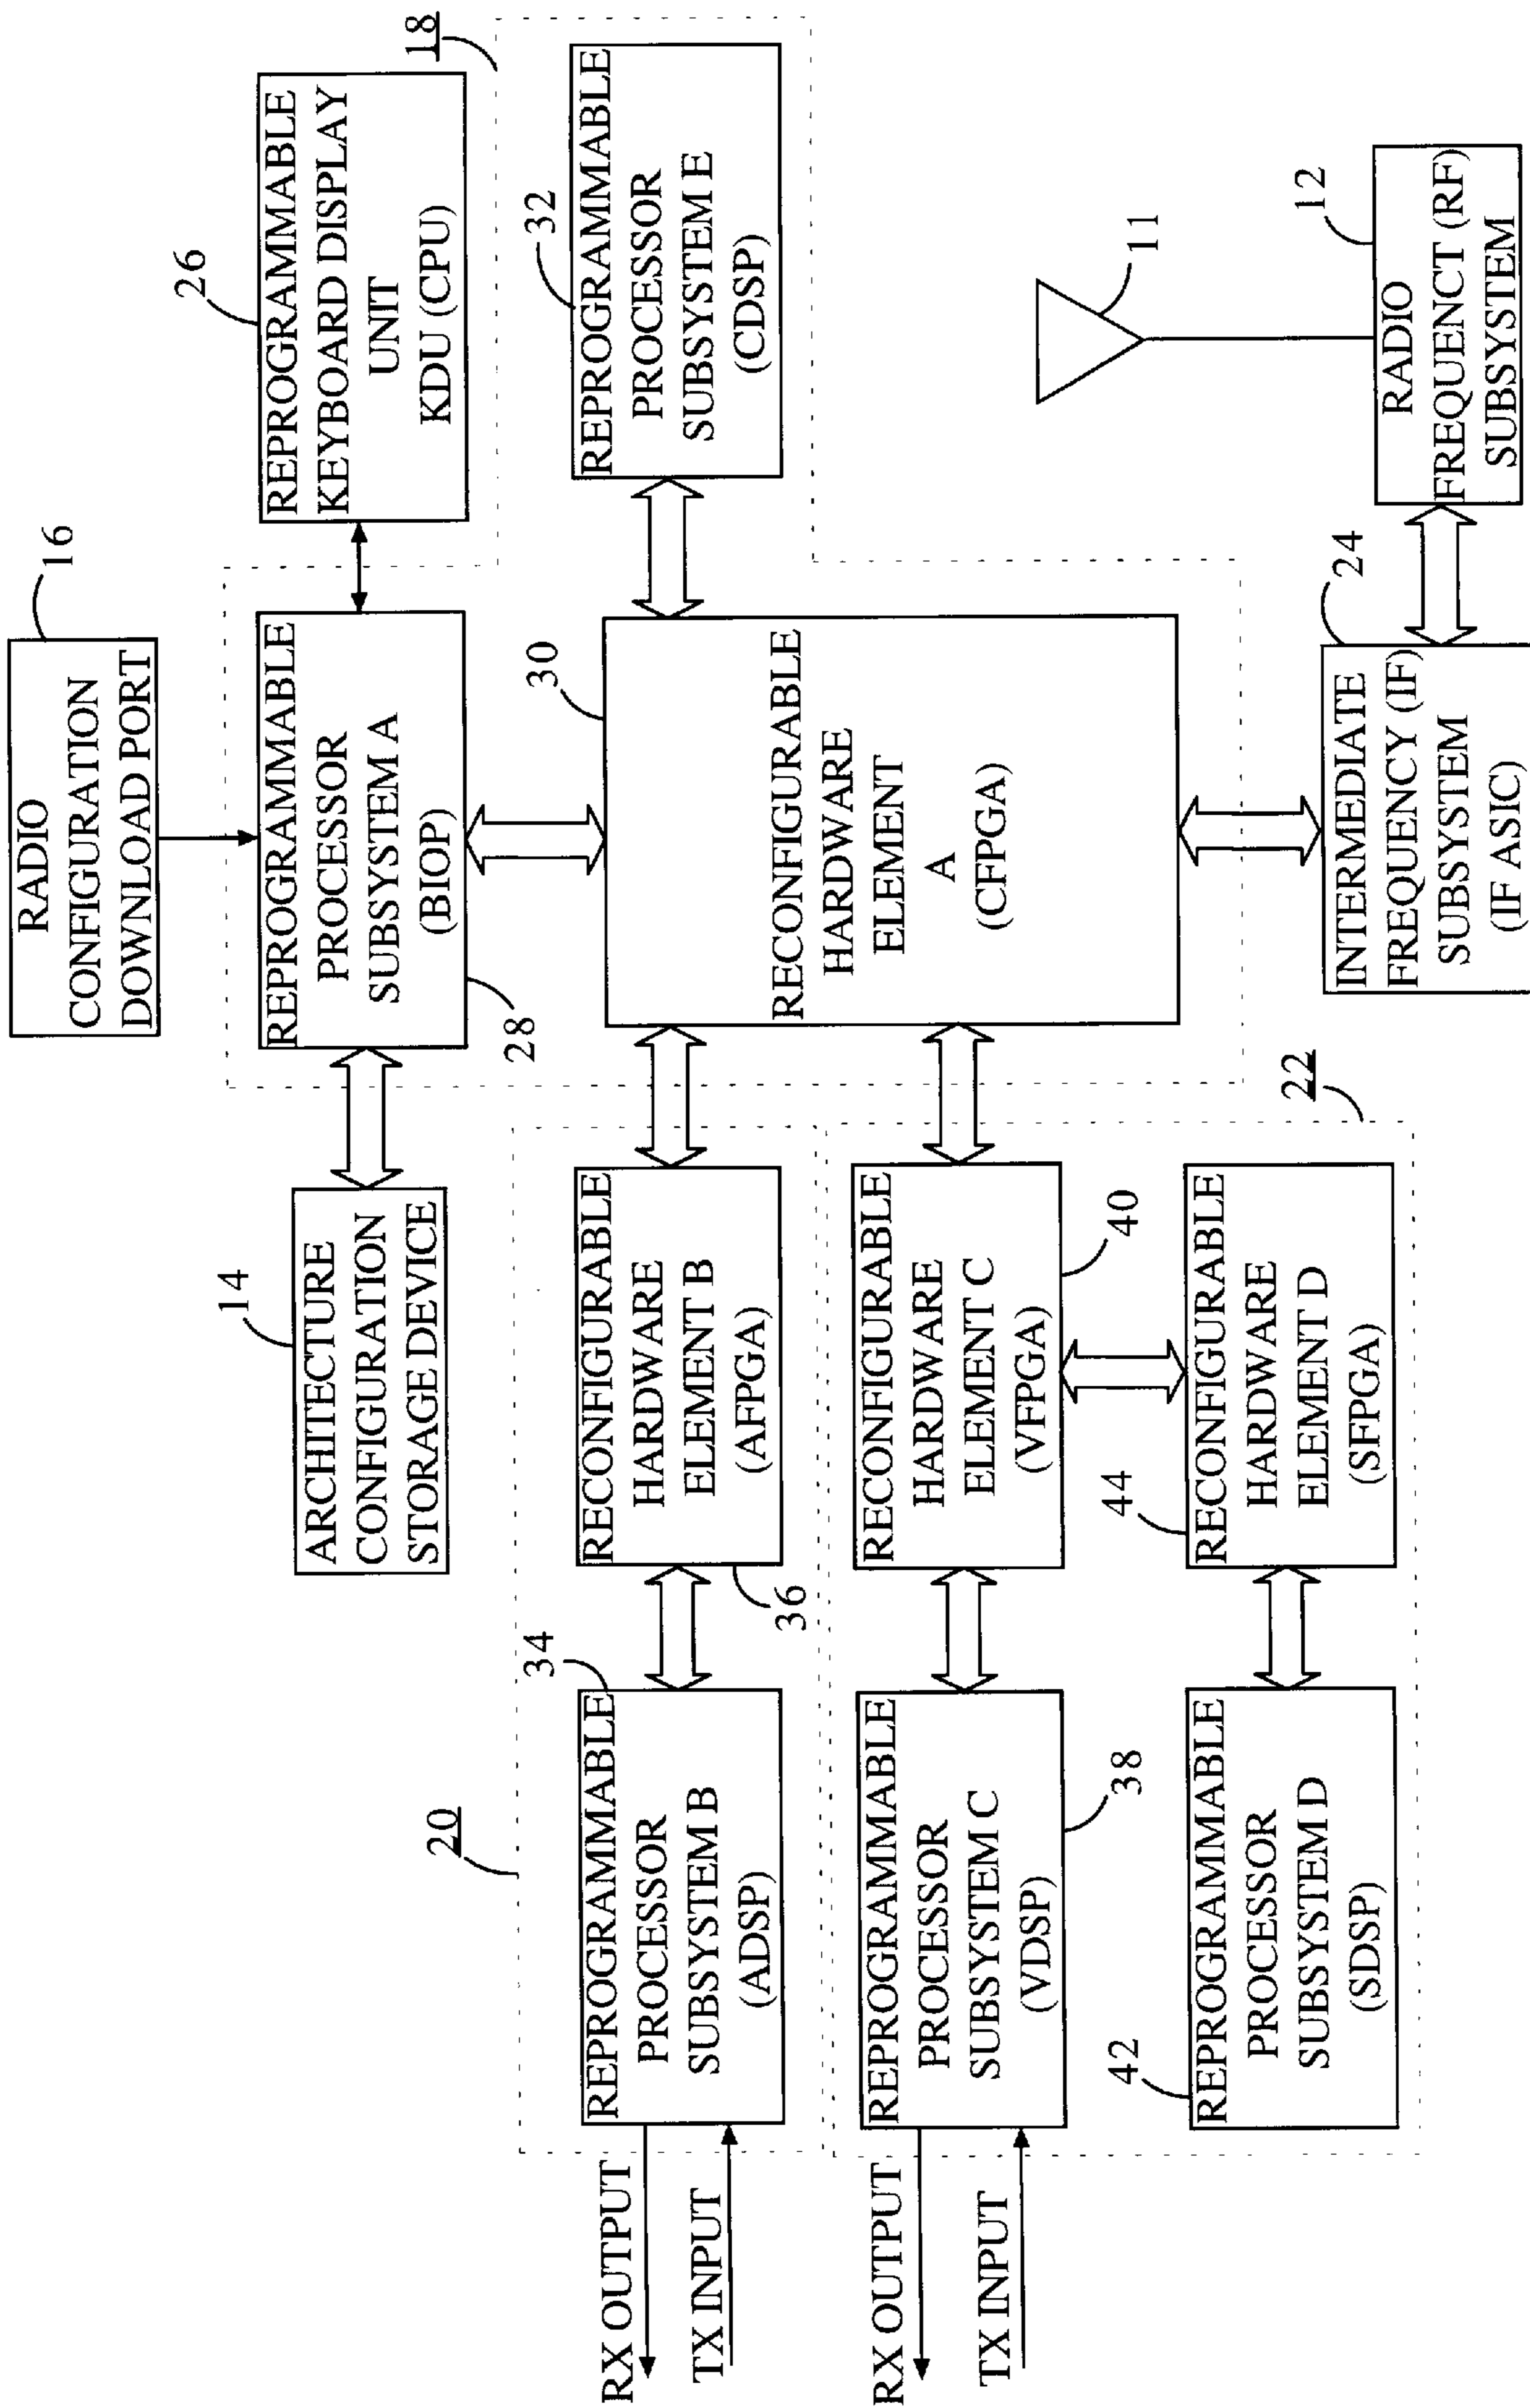 RADIO
CONFIGURATION
DOWNLOAD PORT
16
ARCHITECTURE
CONFIGURATION
STORAGE DEVICE
14
REPROGRAMMABLE
PROCESSOR
SUBSYSTEM A
(BIOP)
28
REPROGRAMMABLE
KEYBOARD DISPLAY
UNIT
KDU (CPU)
26
18
20
REPROGRAMMABLE
PROCESSOR
SUBSYSTEM B
(ADSP)
34
RX OUTPUT
TX INPUT
RECONFIGURABLE
HARDWARE
ELEMENT B
(AFPGA)
36
RECONFIGURABLE
HARDWARE
ELEMENT
A
(CFPGA)
30
REPROGRAMMABLE
PROCESSOR
SUBSYSTEM E
(CDSP)
32
REPROGRAMMABLE
PROCESSOR
SUBSYSTEM C
(VDSP)
38
RX OUTPUT
TX INPUT
RECONFIGURABLE
HARDWARE
ELEMENT C
(VFPGA)
40
REPROGRAMMABLE
PROCESSOR
SUBSYSTEM D
(SDSP)
42
RECONFIGURABLE
HARDWARE
ELEMENT D
(SFPGA)
44
22
INTERMEDIATE
FREQUENCY (IF)
SUBSYSTEM
(IF ASIC)
24
RADIO
FREQUENCT (RF)
SUBSYSTEM
12
11